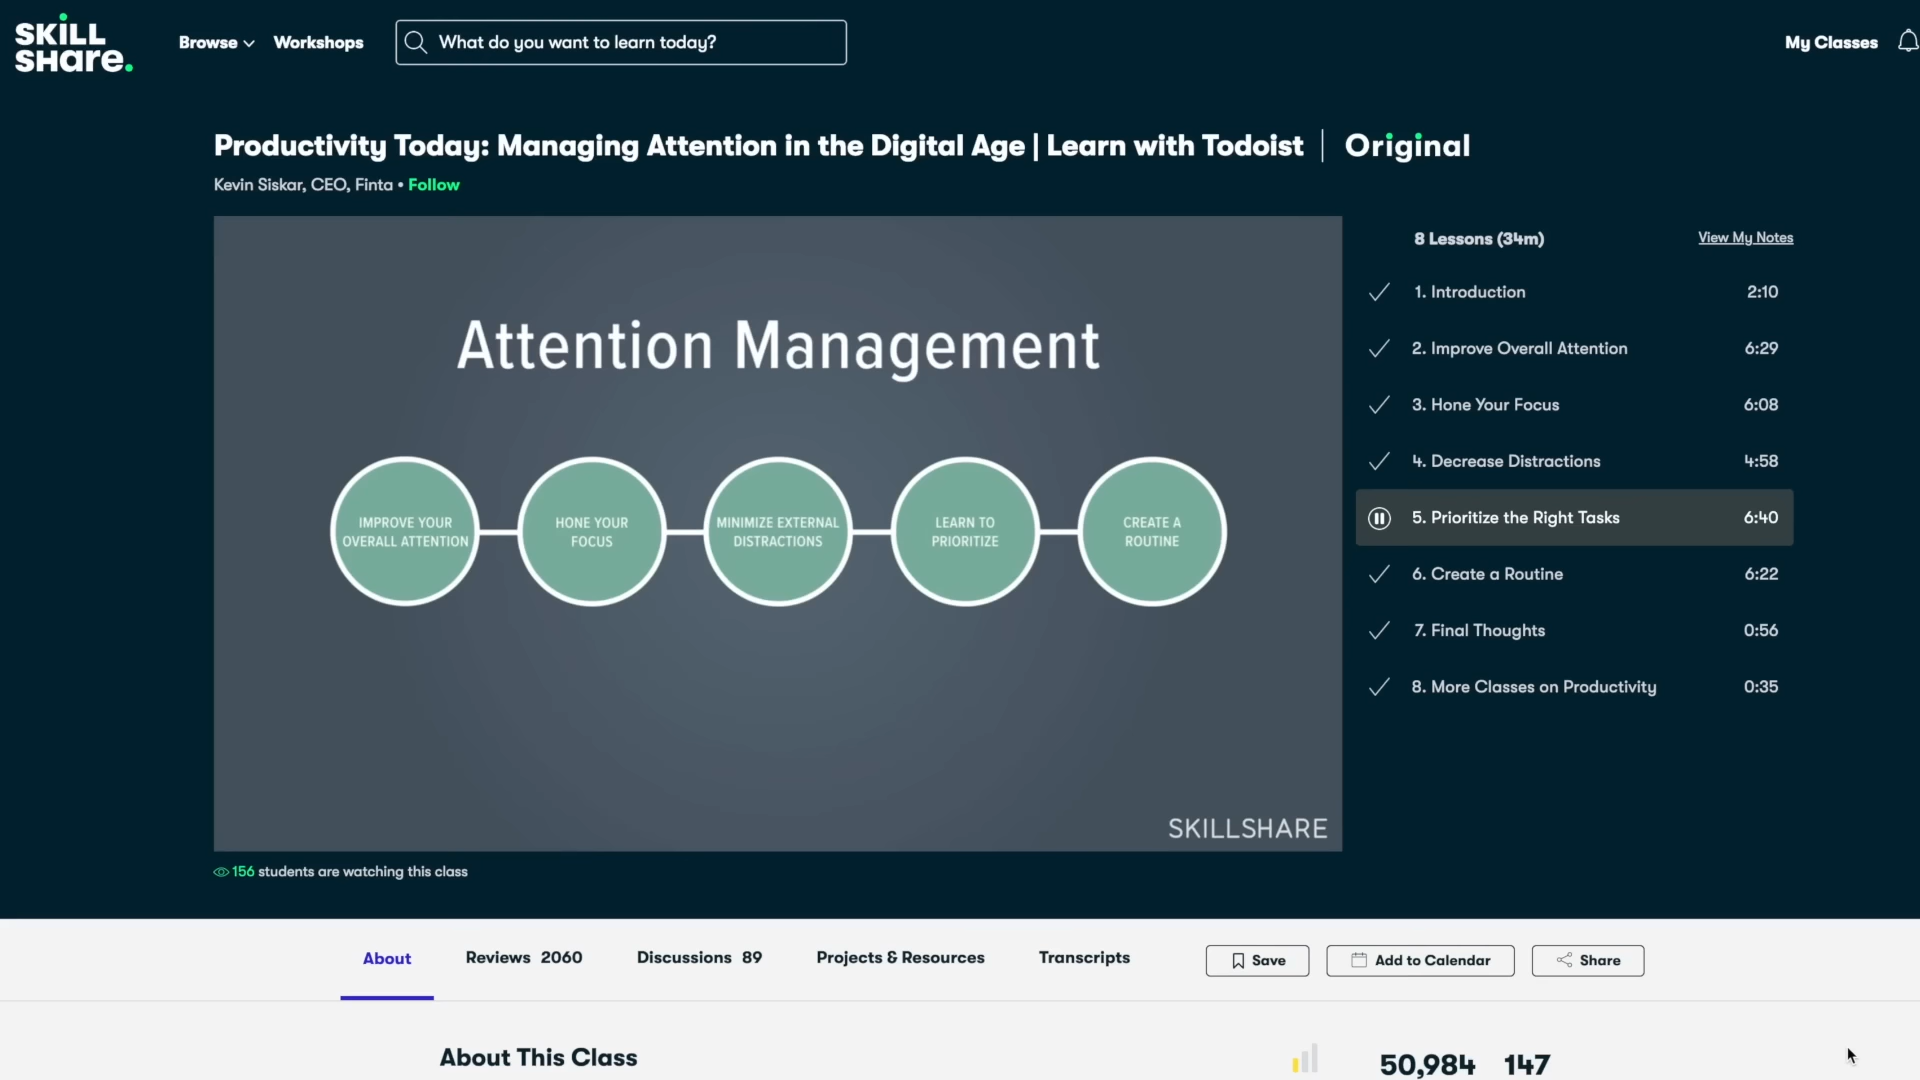 SKiLL
SHare.
Browse
Workshops
What do you want to learn today?
My Classes
Productivity Today: Managing Attention in the Digital Age | Learn with Todoist | Original
Kevin Siskar, CEO, Finta • Follow
Attention Management
IMPROVE YOUR
OVERALL ATTENTION
HONE YOUR
FOCUS
MINIMIZE EXTERNAL
DISTRACTIONS
LEARN TO
PRIORITIZE
CREATE A
ROUTINE
SKILLSHARE
8 Lessons (34m) View My Notes
1. Introduction 2:10
2. Improve Overall Attention 6:29
3. Hone Your Focus 6:08
4. Decrease Distractions 4:58
5. Prioritize the Right Tasks 6:40
6. Create a Routine 6:22
7. Final Thoughts 0:56
8. More Classes on Productivity 0:35
156 students are watching this class
About
Reviews 2060
Discussions 89
Projects & Resources
Transcripts
Save
Add to Calendar
Share
About This Class
50,984
147